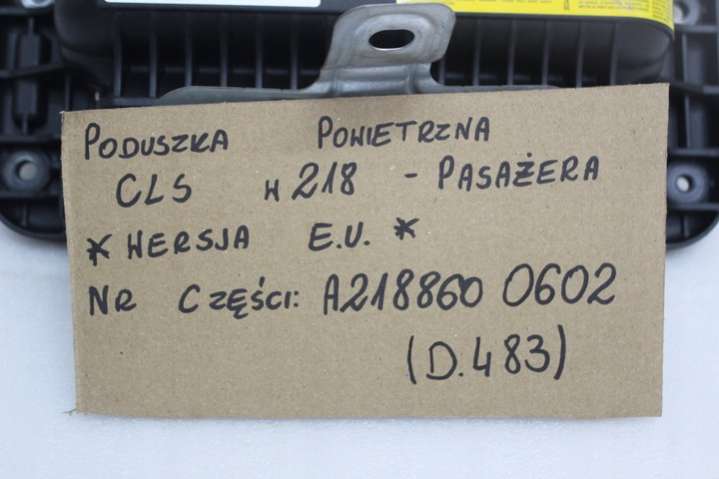 PODUSZKA POWIETRZNA
CLS W218 - PASAŻERA
* WERSJA E.U. *
NR CZĘŚCI: A218860 0602
(D.483)